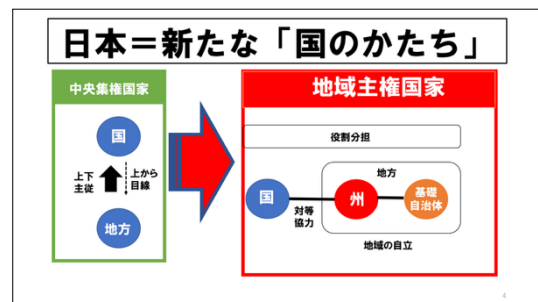 日本＝新たな「国のかたち」
中央集権国家
国
上下
主従
上から
目線
地方
地域主権国家
役割分担
地方
国
対等
協力
州
基礎
自治体
地域の自立
4